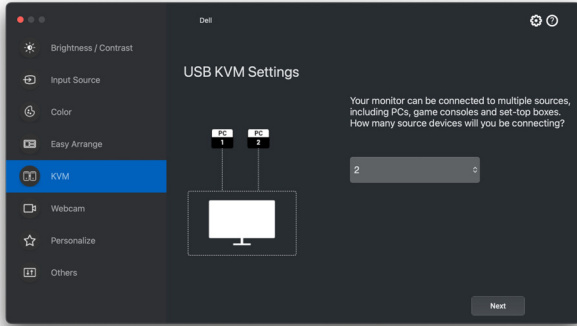 Dell
Brightness / Contrast
Input Source
Color
Easy Arrange
KVM
Webcam
Personalize
Others
USB KVM Settings
PC
1
PC
2
Your monitor can be connected to multiple sources,
including PCs, game consoles and set-top boxes.
How many source devices will you be connecting?
2
Next